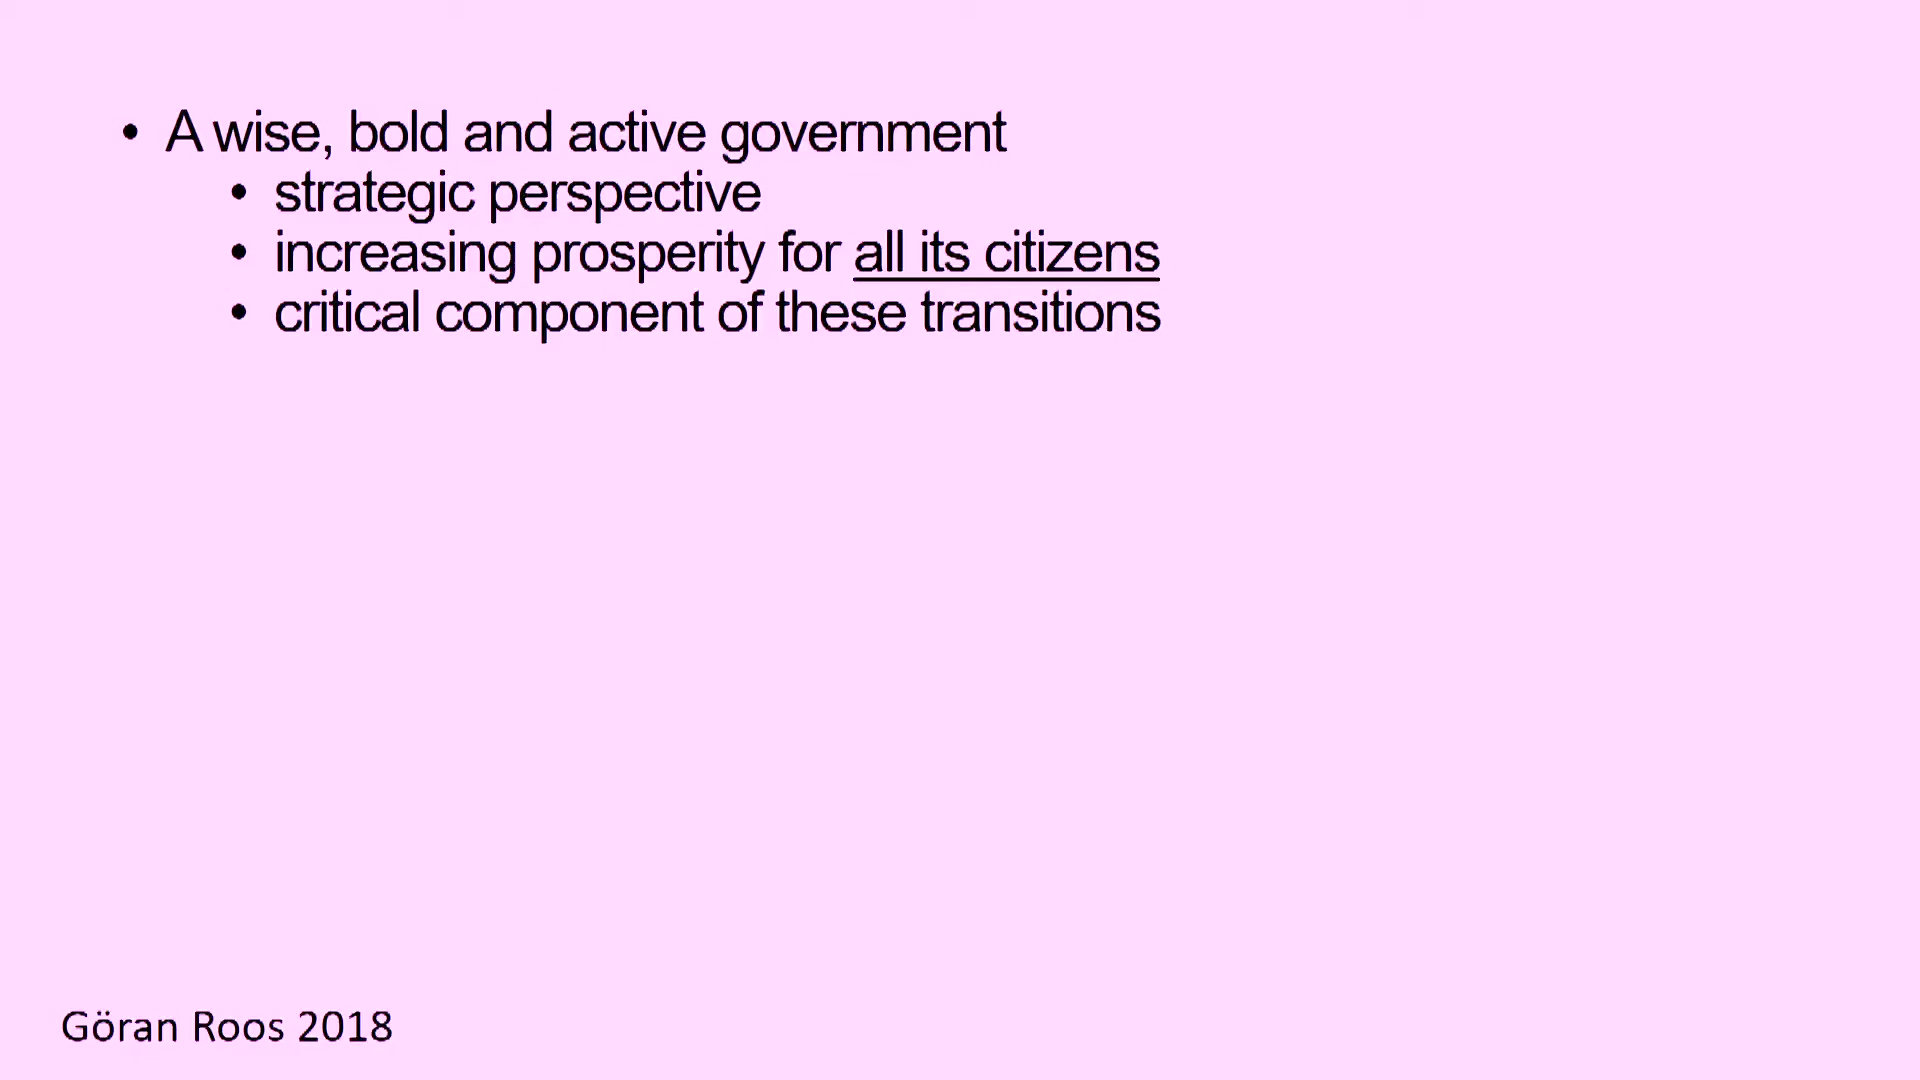 • A wise, bold and active government
• strategic perspective
• increasing prosperity for all its citizens
• critical component of these transitions
Göran Roos 2018